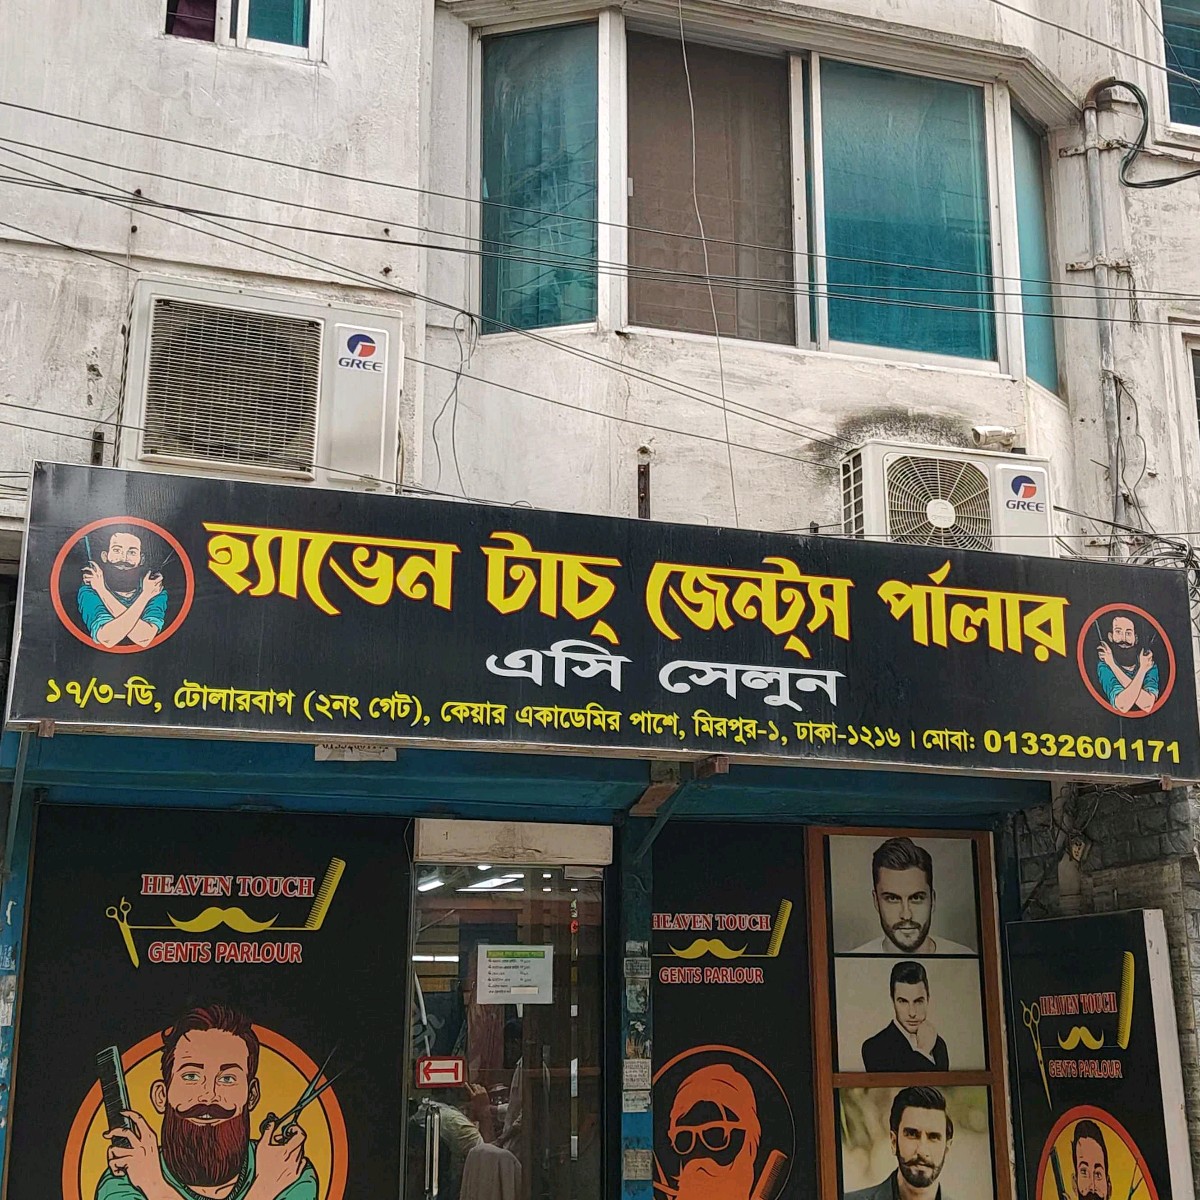 GREE
GREE
হ্যাভেন টাচ্ জেন্ট্স পার্লার
এসি সেলুন
১৭/৩-ডি, টোলারবাগ (২নং গেট), কেয়ার একাডেমির পাশে, মিরপুর-১, ঢাকা-১২১৬। মোবা: 01332601171
HEAVEN TOUCH
GENTS PARLOUR
HEAVEN TOUCH
GENTS PARLOUR
HEAVEN TOUCH
GENTS PARLOUR